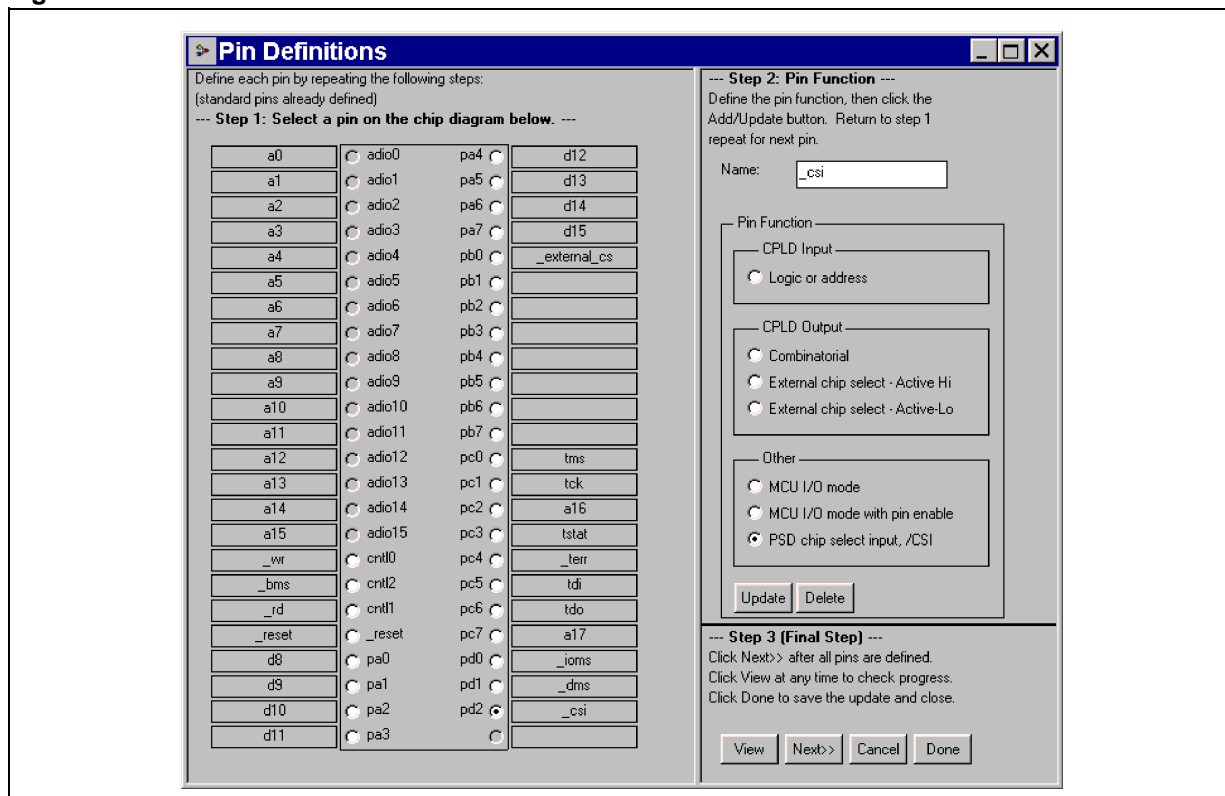 Pin Definitions
Define each pin by repeating the following steps:
(standard pins already defined)
--- Step 1: Select a pin on the chip diagram below. ---
a0 adio0 pa4 d12
a1 adio1 pa5 d13
a2 adio2 pa6 d14
a3 adio3 pa7 d15
a4 adio4 pb0 _external_cs
a5 adio5 pb1
a6 adio6 pb2
a7 adio7 pb3
a8 adio8 pb4
a9 adio9 pb5
a10 adio10 pb6
a11 adio11 pb7
a12 adio12 pc0 tms
a13 adio13 pc1 tck
a14 adio14 pc2 a16
a15 adio15 pc3 tstat
_wr cntl0 pc4 _terr
_bms cntl2 pc5 tdi
_rd cntl1 pc6 tdo
_reset _reset pc7 a17
d8 pa0 pd0 _ioms
d9 pa1 pd1 _dms
d10 pa2 pd2 _csi
d11 pa3
--- Step 2: Pin Function ---
Define the pin function, then click the
Add/Update button. Return to step 1
repeat for next pin.
Name: _csi
Pin Function
CPLD Input
Logic or address
CPLD Output
Combinatorial
External chip select - Active Hi
External chip select - Active-Lo
Other
MCU I/O mode
MCU I/O mode with pin enable
PSD chip select input, /CSI
Update Delete
--- Step 3 (Final Step) ---
Click Next>> after all pins are defined.
Click View at any time to check progress.
Click Done to save the update and close.
View Next>> Cancel Done